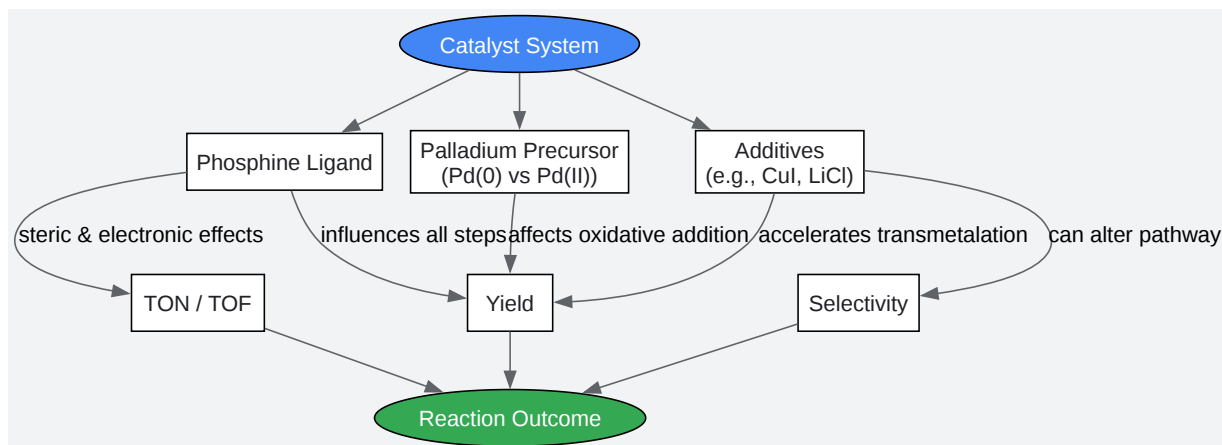 Catalyst System
Phosphine Ligand
Palladium Precursor
(Pd(0) vs Pd(II))
Additives
(e.g., CuI, LiCl)
steric & electronic effects
influences all steps
affects oxidative addition
accelerates transmetalation
can alter pathway
TON / TOF
Yield
Selectivity
Reaction Outcome